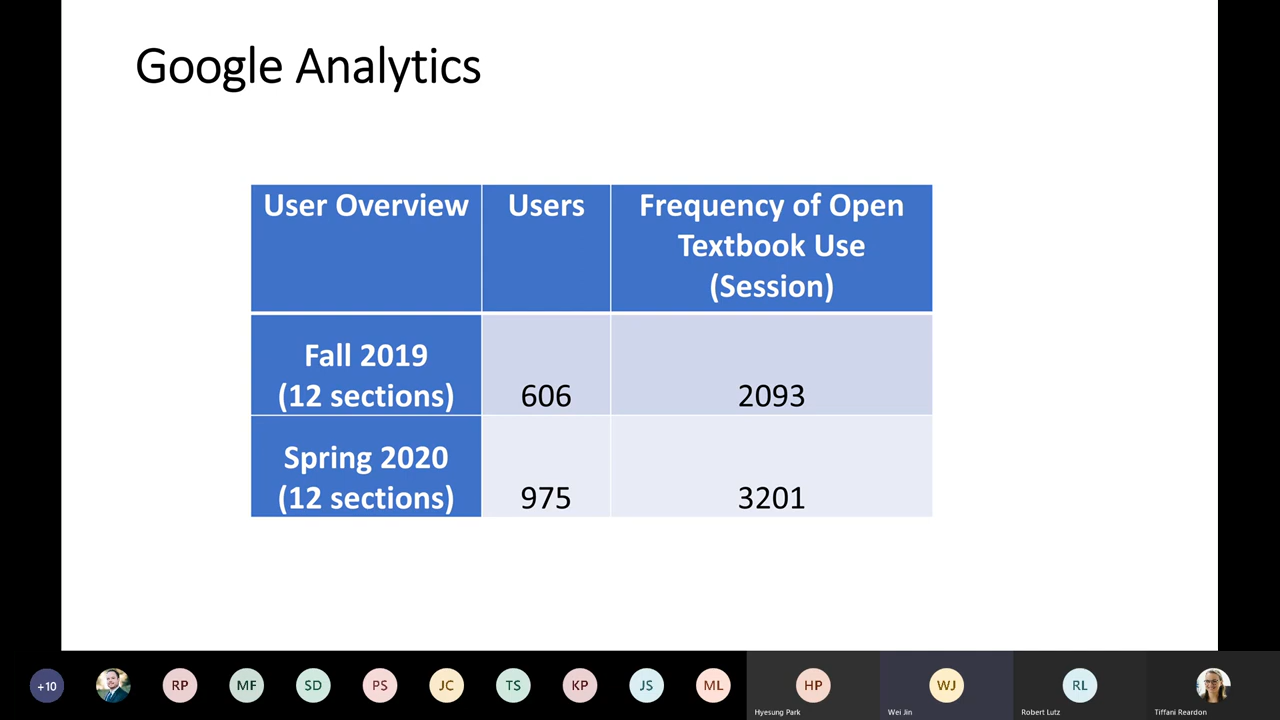 Google Analytics
User Overview
Users
Frequency of Open
Textbook Use
(Session)
Fall 2019
(12 sections)
606
2093
Spring 2020
(12 sections)
975
3201
+10
RP
MF
SD
PS
JC
TS
KP
JS
ML
HP
Hyesung Park
WJ
Wei Jin
RL
Robert Lutz
Tiffani Reardon